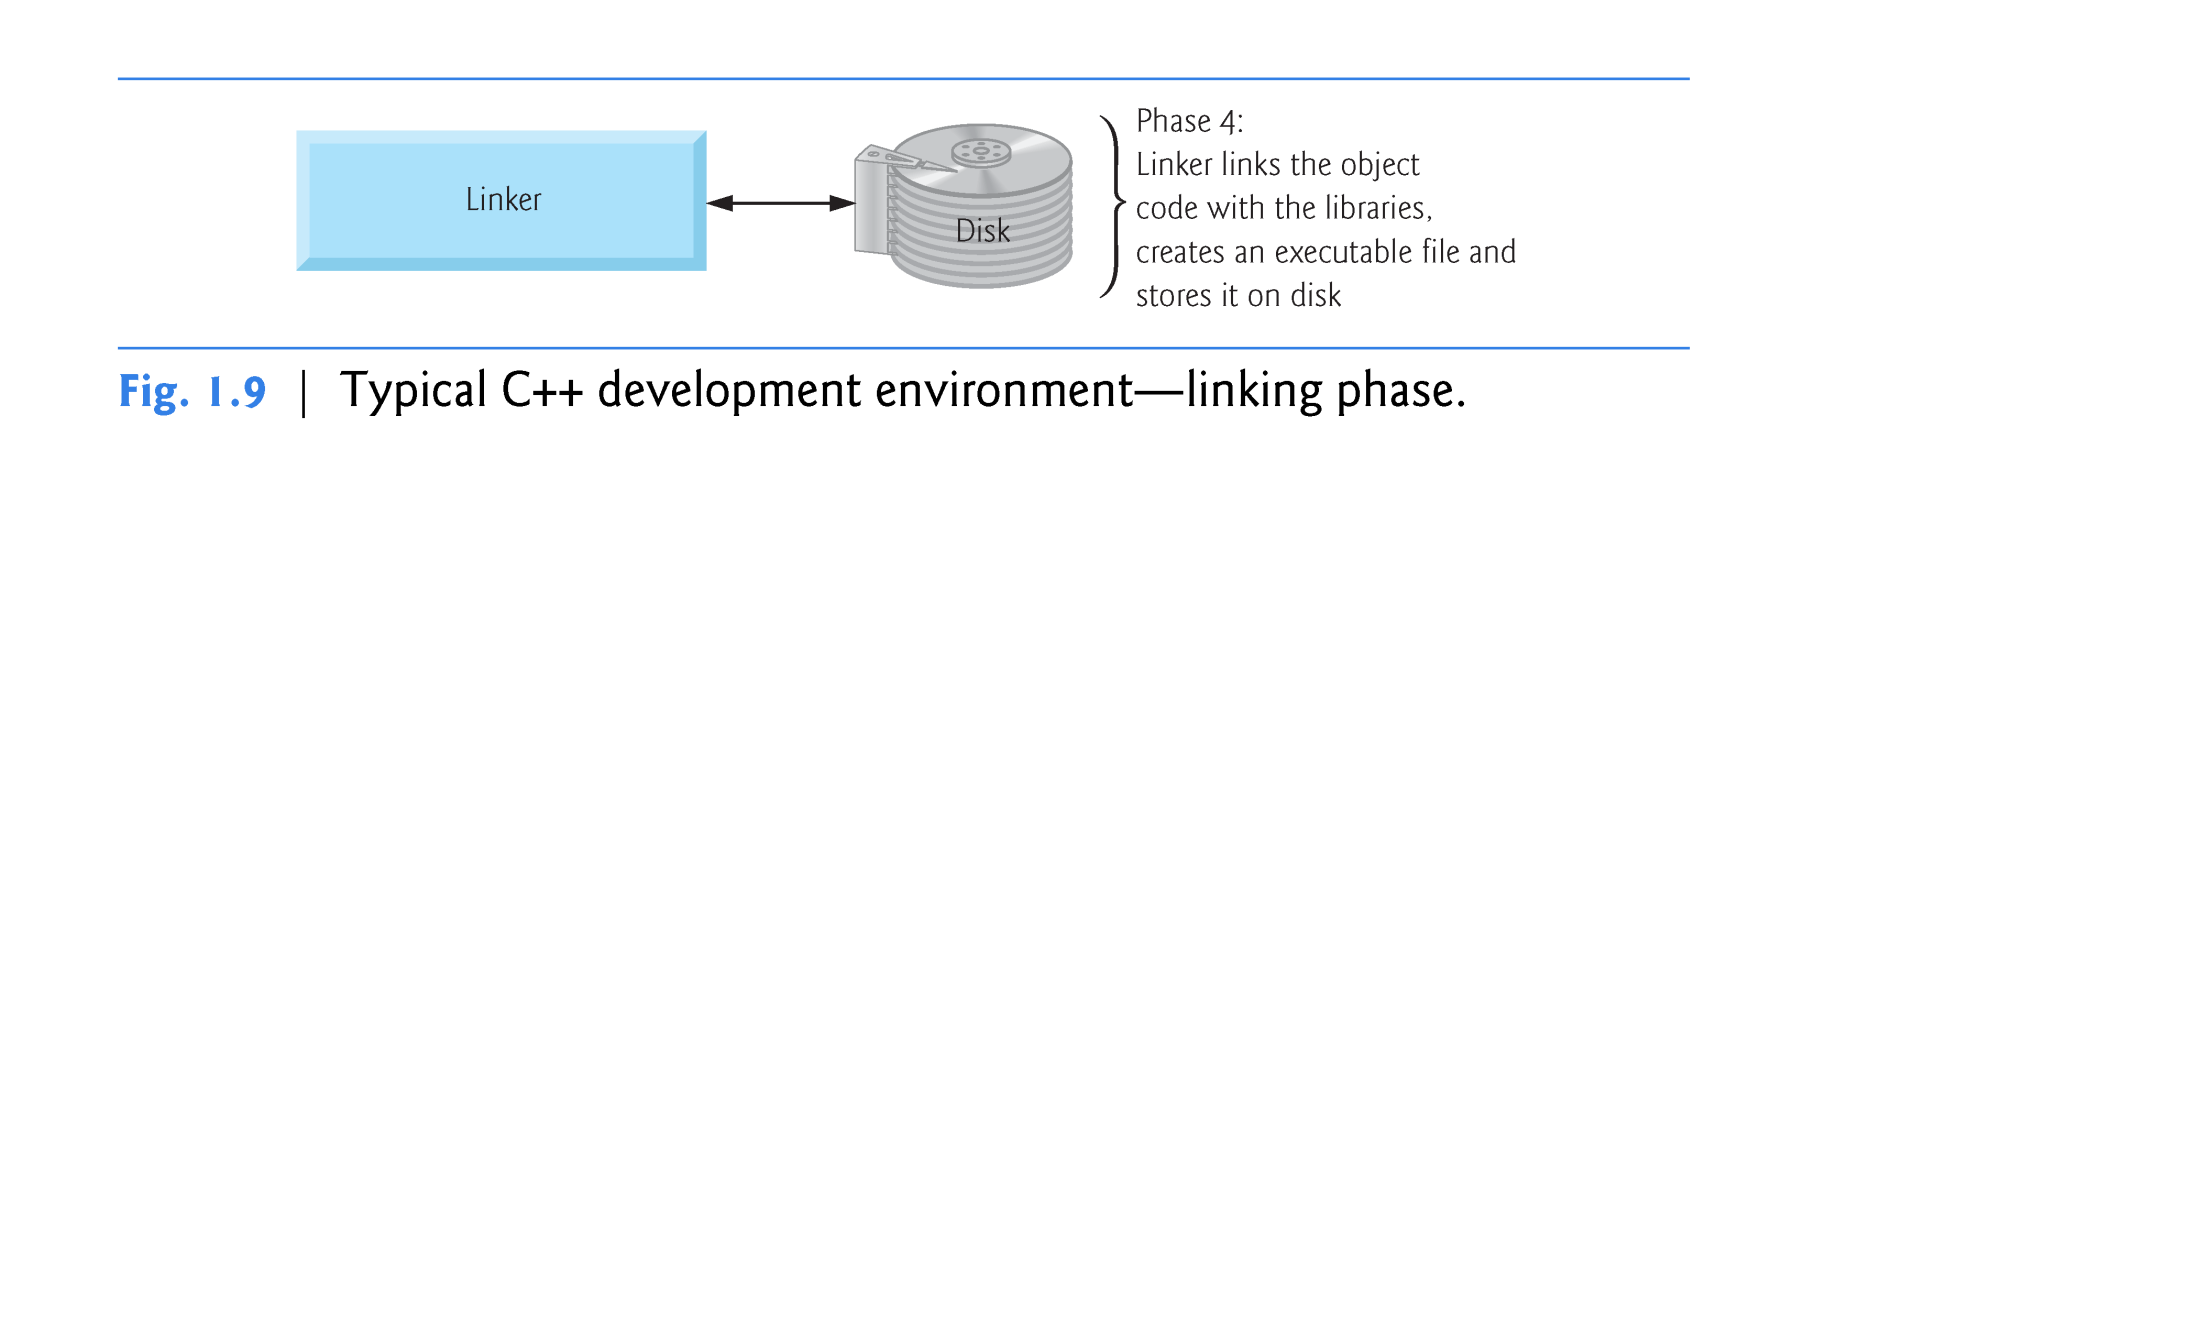 Linker
Disk
Phase 4:
Linker links the object
code with the libraries,
creates an executable file and
stores it on disk
Fig. 1.9 | Typical C++ development environment—linking phase.